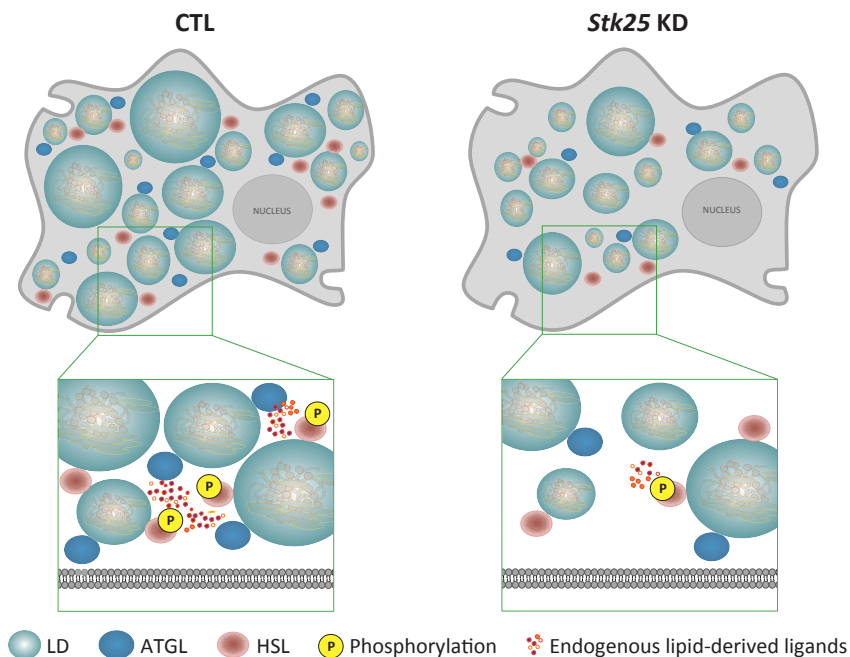 CTL
Stk25 KD
NUCLEUS
NUCLEUS
P
P
P
P
LD
ATGL
HSL
P
Phosphorylation
Endogenous lipid-derived ligands